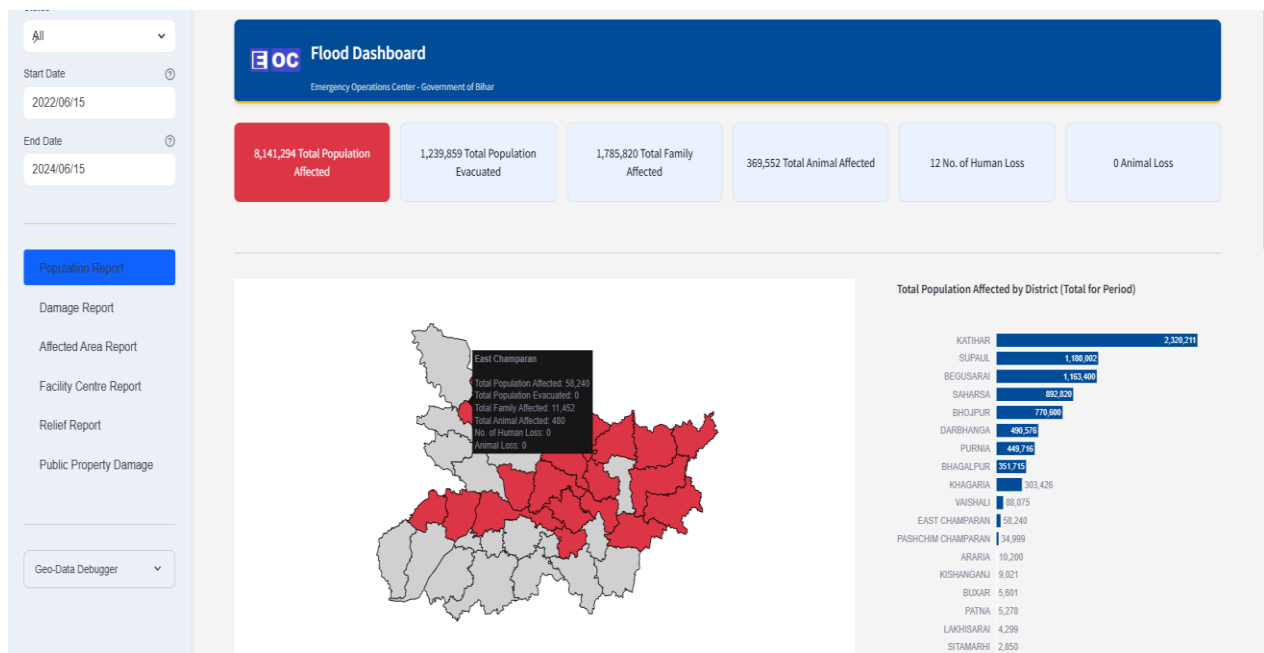 All
Start Date
2022/06/15
End Date
2024/06/15
Population Report
Damage Report
Affected Area Report
Facility Centre Report
Relief Report
Public Property Damage
Geo-Data Debugger
EOC
Flood Dashboard
Emergency Operations Center - Government of Bihar
8,141,294 Total Population
Affected
1,239,859 Total Population
Evacuated
1,785,820 Total Family
Affected
369,552 Total Animal Affected
12 No. of Human Loss
0 Animal Loss
East Champaran
Total Population Affected: 58,240
Total Population Evacuated: 0
Total Family Affected: 11,452
Total Animal Affected: 480
No. of Human Loss: 0
Animal Loss: 0
Total Population Affected by District (Total for Period)
KATIHAR 2,320,211
SUPAUL 1,180,002
BEGUSARAI 1,163,400
SAHARSA 892,820
BHOJPUR 770,600
DARBHANGA 490,576
PURNIA 449,716
BHAGALPUR 351,715
KHAGARIA 303,426
VAISHALI 88,075
EAST CHAMPARAN 58,240
PASHCHIM CHAMPARAN 34,999
ARARIA 10,200
KISHANGANJ 9,021
BUXAR 5,601
PATNA 5,278
LAKHISARAI 4,299
SITAMARHI 2,850